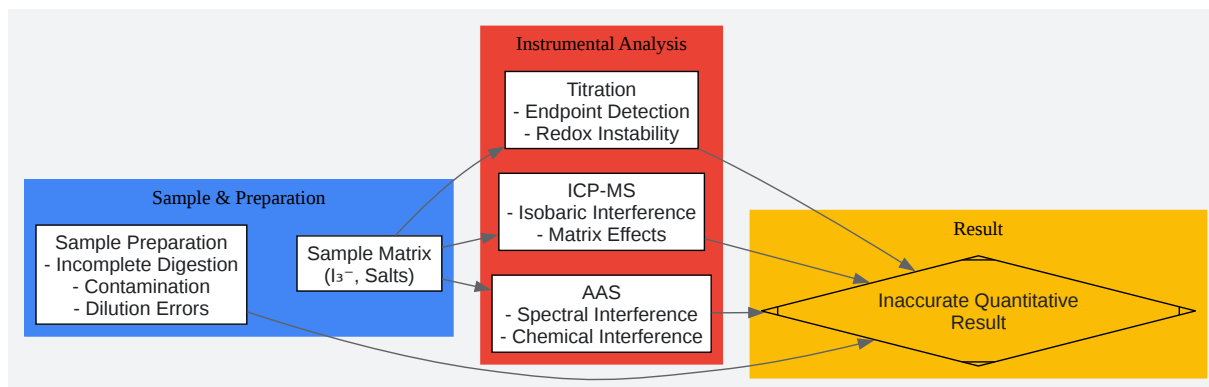 Sample & Preparation
Sample Preparation
- Incomplete Digestion
- Contamination
- Dilution Errors
Sample Matrix
(I₃⁻, Salts)
Instrumental Analysis
Titration
- Endpoint Detection
- Redox Instability
ICP-MS
- Isobaric Interference
- Matrix Effects
AAS
- Spectral Interference
- Chemical Interference
Result
Inaccurate Quantitative
Result